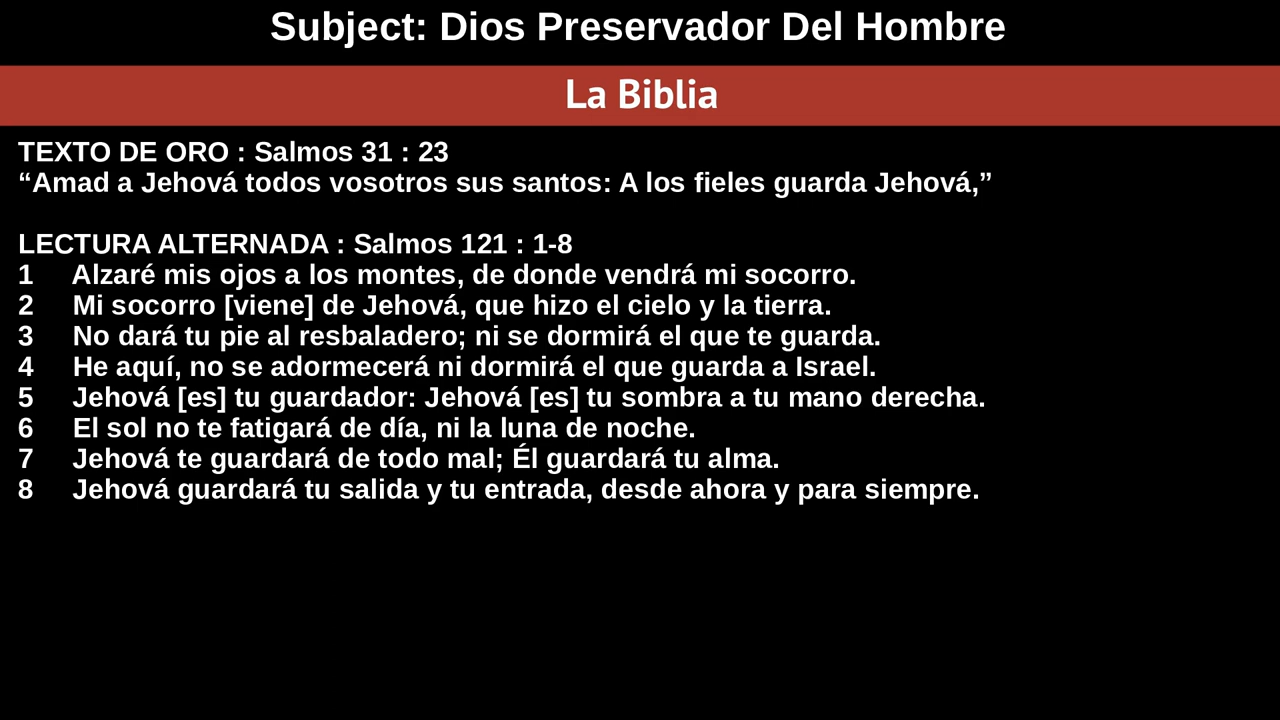 Subject: Dios Preservador Del Hombre
La Biblia
TEXTO DE ORO : Salmos 31 : 23
“Amad a Jehová todos vosotros sus santos: A los fieles guarda Jehová,”
LECTURA ALTERNADA : Salmos 121 : 1-8
1 Alzaré mis ojos a los montes, de donde vendrá mi socorro.
2 Mi socorro [viene] de Jehová, que hizo el cielo y la tierra.
3 No dará tu pie al resbaladero; ni se dormirá el que te guarda.
4 He aquí, no se adormecerá ni dormirá el que guarda a Israel.
5 Jehová [es] tu guardador: Jehová [es] tu sombra a tu mano derecha.
6 El sol no te fatigará de día, ni la luna de noche.
7 Jehová te guardará de todo mal; Él guardará tu alma.
8 Jehová guardará tu salida y tu entrada, desde ahora y para siempre.